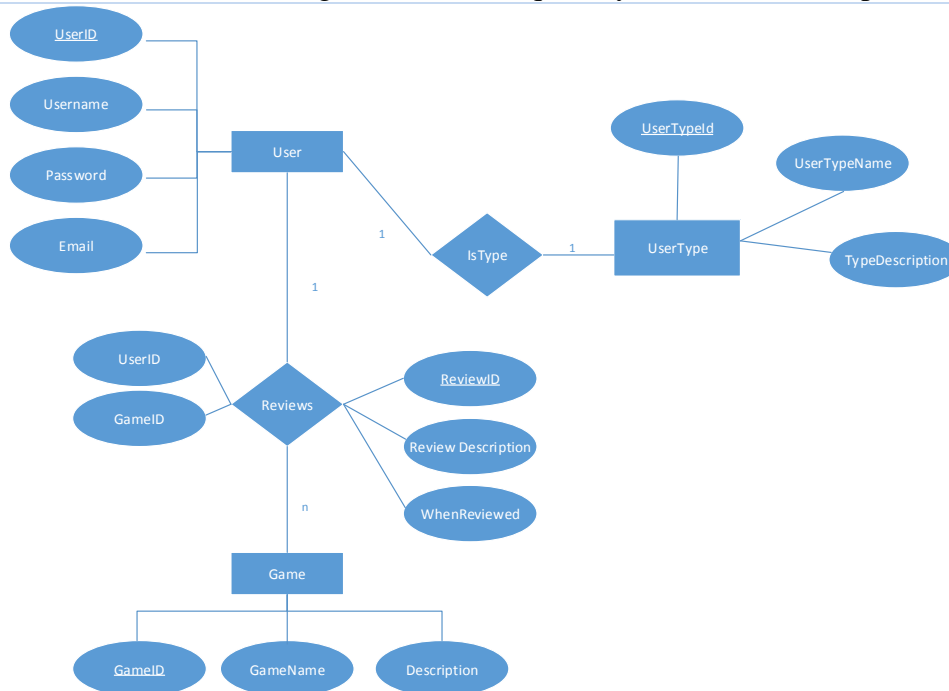 UserID
Username
UserTypeId
User
UserTypeName
Password
1
Email
IsType
1
UserType
TypeDescription
1
UserID
ReviewID
GameID
Reviews
Review Description
n
WhenReviewed
Game
GameID
GameName
Description